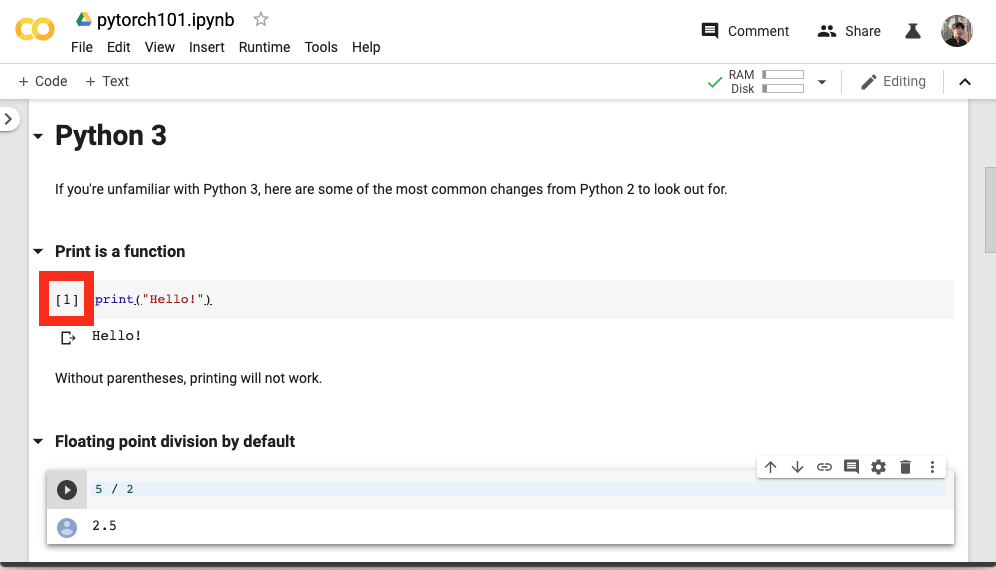 pytorch101.ipynb
File Edit View Insert Runtime Tools Help
Comment Share
+ Code + Text
RAM
Disk
Editing
Python 3
If you're unfamiliar with Python 3, here are some of the most common changes from Python 2 to look out for.
Print is a function
[1] print("Hello!")
Hello!
Without parentheses, printing will not work.
Floating point division by default
5 / 2
2.5